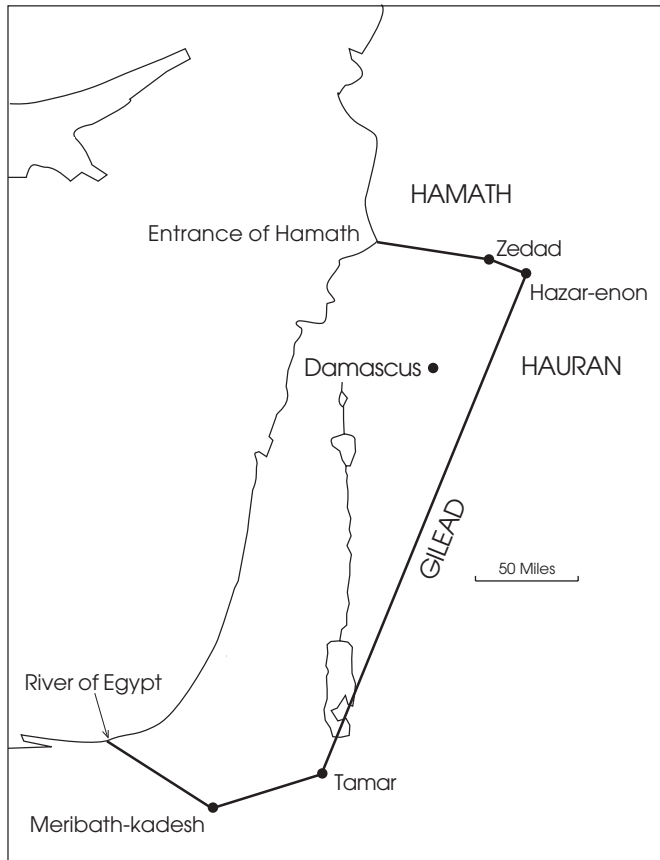 HAMATH
Entrance of Hamath
Zedad
Hazar-enon
Damascus
HAURAN
GILEAD
50 Miles
River of Egypt
Tamar
Meribath-kadesh